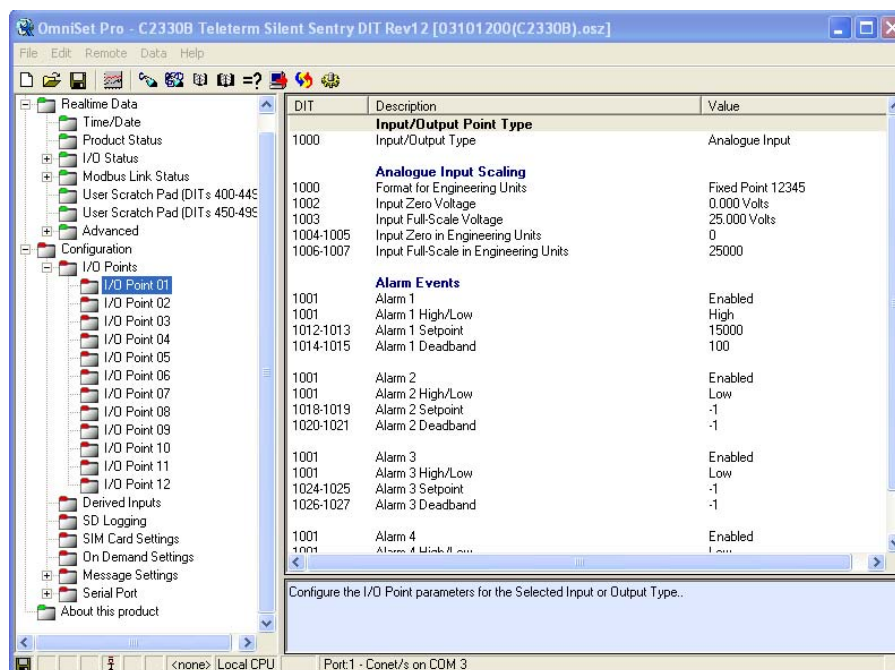 OmniSet Pro - C2330B Teleterm Silent Sentry DIT Rev12 [03101200(C2330B).osz]
File Edit Remote Data Help
=?
Realtime Data
Time/Date
Product Status
I/O Status
Modbus Link Status
User Scratch Pad (DITs 400-449
User Scratch Pad (DITs 450-499
Advanced
Configuration
I/O Points
I/O Point 01
I/O Point 02
I/O Point 03
I/O Point 04
I/O Point 05
I/O Point 06
I/O Point 07
I/O Point 08
I/O Point 09
I/O Point 10
I/O Point 11
I/O Point 12
Derived Inputs
SD Logging
SIM Card Settings
On Demand Settings
Message Settings
Serial Port
About this product
DIT Description Value
Input/Output Point Type
1000 Input/Output Type Analogue Input
Analogue Input Scaling
1000 Format for Engineering Units Fixed Point 12345
1002 Input Zero Voltage 0.000 Volts
1003 Input Full-Scale Voltage 25.000 Volts
1004-1005 Input Zero in Engineering Units 0
1006-1007 Input Full-Scale in Engineering Units 25000
Alarm Events
1001 Alarm 1 Enabled
1001 Alarm 1 High/Low High
1012-1013 Alarm 1 Setpoint 15000
1014-1015 Alarm 1 Deadband 100
1001 Alarm 2 Enabled
1001 Alarm 2 High/Low Low
1018-1019 Alarm 2 Setpoint -1
1020-1021 Alarm 2 Deadband -1
1001 Alarm 3 Enabled
1001 Alarm 3 High/Low Low
1024-1025 Alarm 3 Setpoint -1
1026-1027 Alarm 3 Deadband -1
1001 Alarm 4 Enabled
1001 Alarm 4 High/Low Low
Configure the I/O Point parameters for the Selected Input or Output Type..
<none> Local CPU Port:1 - Conet/s on COM 3